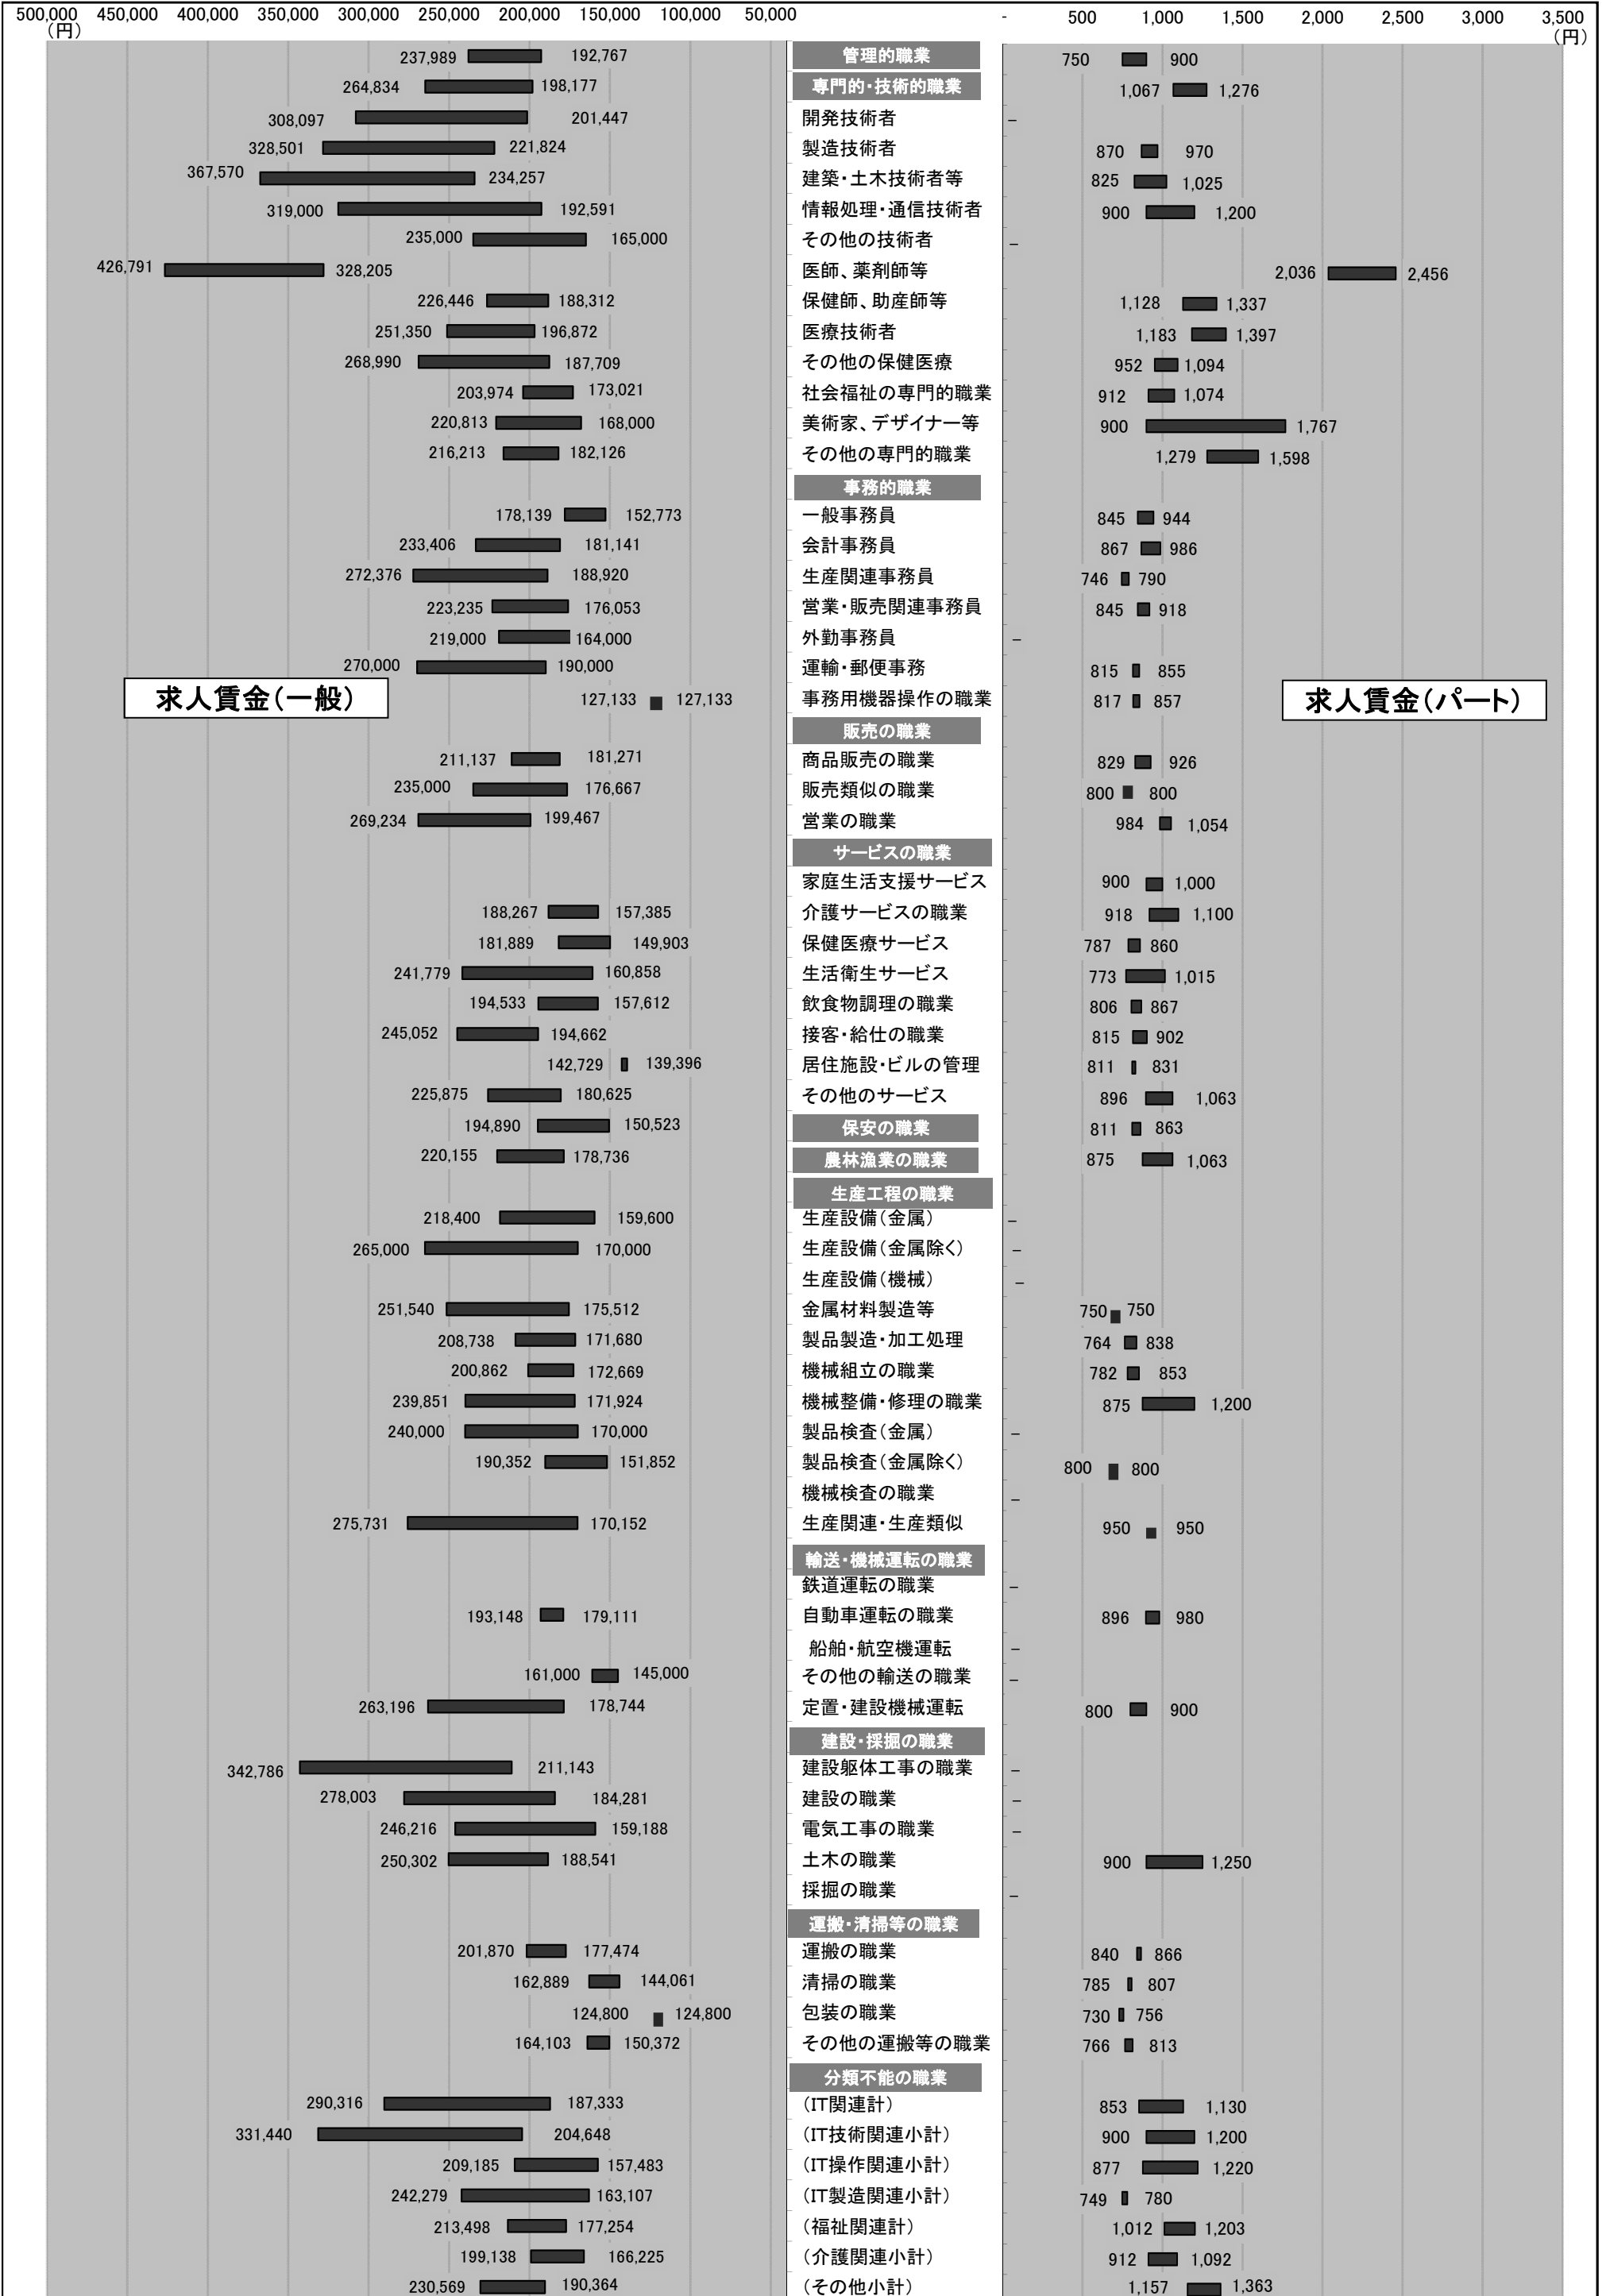 500,000 450,000 400,000 350,000 300,000 250,000 200,000 150,000 100,000 50,000 - 500 1,000 1,500 2,000 2,500 3,000 3,500
(円) (円)
237,989 192,767 管理的職業 750 900
264,834 198,177 専門的・技術的職業 1,067 1,276
308,097 201,447 開発技術者 -
328,501 221,824 製造技術者 870 970
367,570 234,257 建築・土木技術者等 825 1,025
319,000 192,591 情報処理・通信技術者 900 1,200
235,000 165,000 その他の技術者 -
426,791 328,205 医師、薬剤師等 2,036 2,456
226,446 188,312 保健師、助産師等 1,128 1,337
251,350 196,872 医療技術者 1,183 1,397
268,990 187,709 その他の保健医療 952 1,094
203,974 173,021 社会福祉の専門的職業 912 1,074
220,813 168,000 美術家、デザイナー等 900 1,767
216,213 182,126 その他の専門的職業 1,279 1,598
事務的職業
178,139 152,773 一般事務員 845 944
233,406 181,141 会計事務員 867 986
272,376 188,920 生産関連事務員 746 790
223,235 176,053 営業・販売関連事務員 845 918
219,000 164,000 外勤事務員 -
270,000 190,000 運輸・郵便事務 815 855
求人賃金(一般) 127,133 127,133 事務用機器操作の職業 817 857 求人賃金(パート)
販売の職業
211,137 181,271 商品販売の職業 829 926
235,000 176,667 販売類似の職業 800 800
269,234 199,467 営業の職業 984 1,054
サービスの職業
家庭生活支援サービス 900 1,000
188,267 157,385 介護サービスの職業 918 1,100
181,889 149,903 保健医療サービス 787 860
241,779 160,858 生活衛生サービス 773 1,015
194,533 157,612 飲食物調理の職業 806 867
245,052 194,662 接客・給仕の職業 815 902
142,729 139,396 居住施設・ビルの管理 811 831
225,875 180,625 その他のサービス 896 1,063
194,890 150,523 保安の職業 811 863
220,155 178,736 農林漁業の職業 875 1,063
生産工程の職業
218,400 159,600 生産設備(金属) -
265,000 170,000 生産設備(金属除く) -
生産設備(機械) -
251,540 175,512 金属材料製造等 750 750
208,738 171,680 製品製造・加工処理 764 838
200,862 172,669 機械組立の職業 782 853
239,851 171,924 機械整備・修理の職業 875 1,200
240,000 170,000 製品検査(金属) -
190,352 151,852 製品検査(金属除く) 800 800
機械検査の職業 -
275,731 170,152 生産関連・生産類似 950 950
輸送・機械運転の職業
鉄道運転の職業 -
193,148 179,111 自動車運転の職業 896 980
船舶・航空機運転 -
161,000 145,000 その他の輸送の職業 -
263,196 178,744 定置・建設機械運転 800 900
建設・採掘の職業
342,786 211,143 建設躯体工事の職業 -
278,003 184,281 建設の職業 -
246,216 159,188 電気工事の職業 -
250,302 188,541 土木の職業 900 1,250
採掘の職業 -
運搬・清掃等の職業
201,870 177,474 運搬の職業 840 866
162,889 144,061 清掃の職業 785 807
124,800 124,800 包装の職業 730 756
164,103 150,372 その他の運搬等の職業 766 813
分類不能の職業
290,316 187,333 (IT関連計) 853 1,130
331,440 204,648 (IT技術関連小計) 900 1,200
209,185 157,483 (IT操作関連小計) 877 1,220
242,279 163,107 (IT製造関連小計) 749 780
213,498 177,254 (福祉関連計) 1,012 1,203
199,138 166,225 (介護関連小計) 912 1,092
230,569 190,364 (その他小計) 1,157 1,363